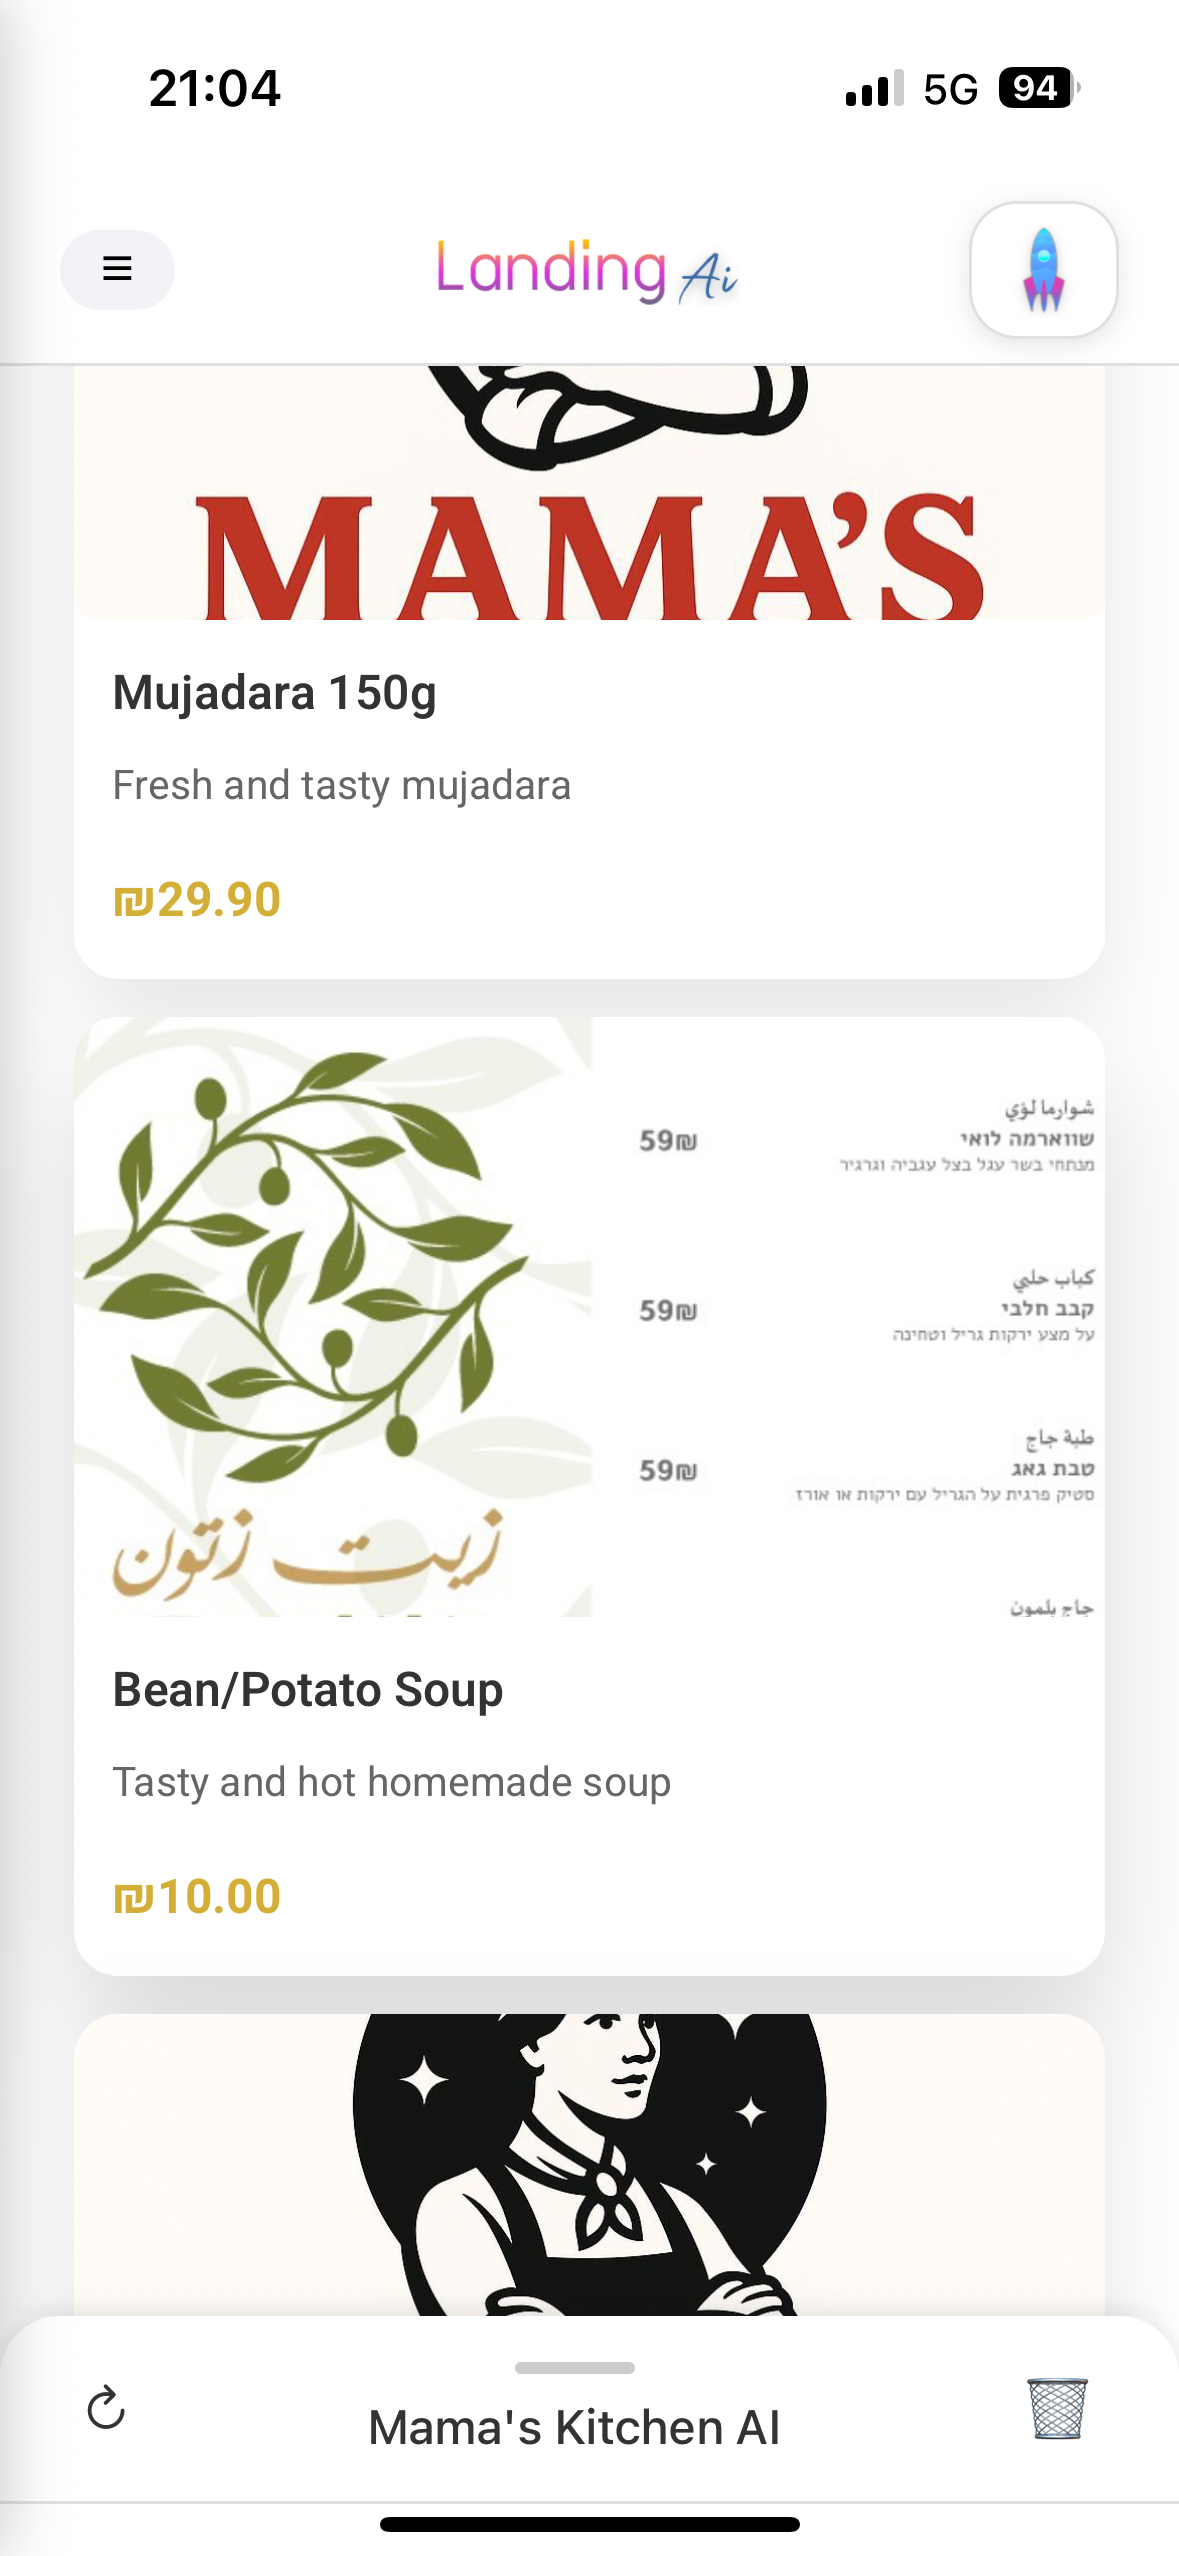 21:04
5G 94
Landing Ai
MAMA'S
Mujadara 150g
Fresh and tasty mujadara
₪29.90
شوارما لؤي
שווארמה לואי
59₪
מנתחי בשר עגל בצל עגביה וגרגיר
كباب حلبي
קבב חלבי
59₪
על מצע ירקות גריל וטחינה
طبة جاج
טבת גאג
59₪
סטיק פרגית על הגריל עם ירקות או אורז
جاج بلمون
زيت زتون
Bean/Potato Soup
Tasty and hot homemade soup
₪10.00
Mama's Kitchen AI